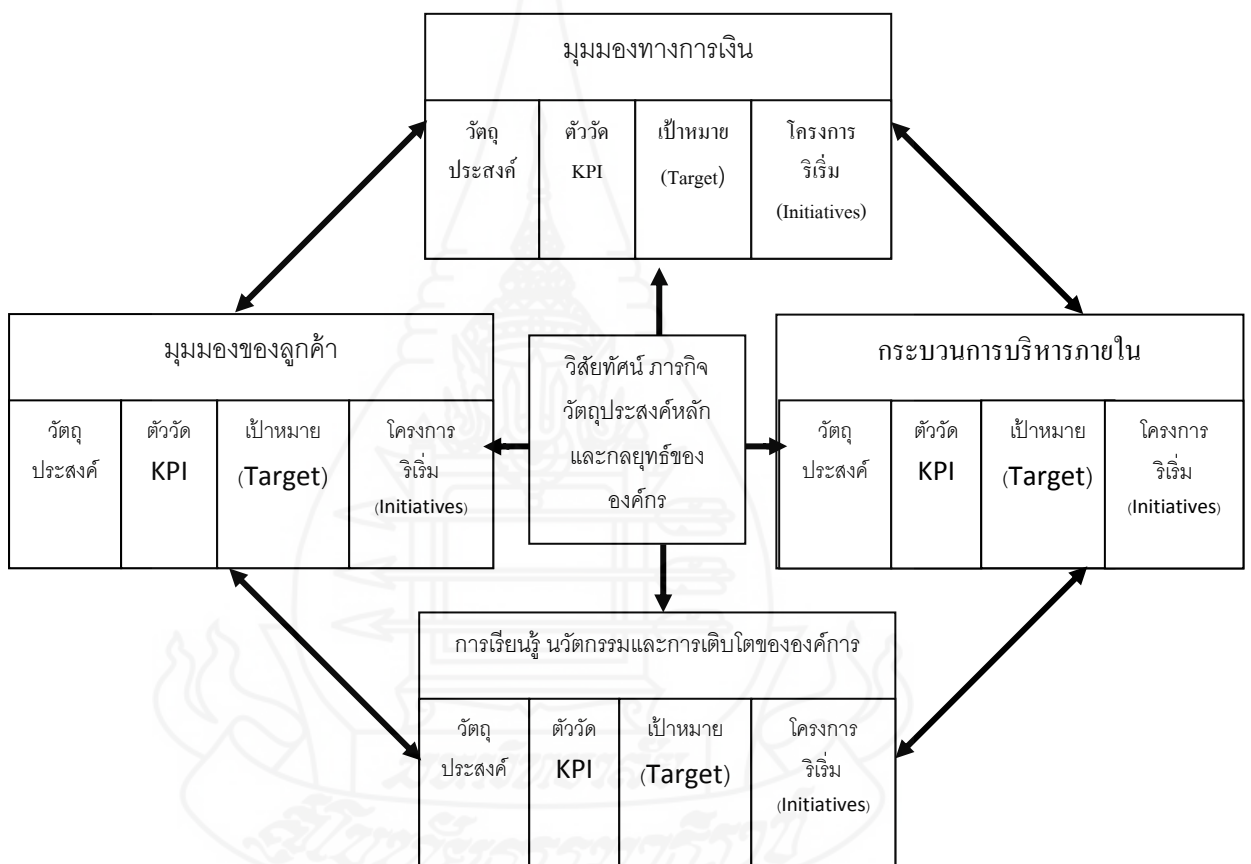 มุมมองทางการเงิน
วัตถุ
ประสงค์
ตัววัด
KPI
เป้าหมาย
(Target)
โครงการ
ริเริ่ม
(Initiatives)
มุมมองของลูกค้า
วัตถุ
ประสงค์
ตัววัด
KPI
เป้าหมาย
(Target)
โครงการ
ริเริ่ม
(Initiatives)
วิสัยทัศน์ ภารกิจ
วัตถุประสงค์หลัก
และกลยุทธ์ของ
องค์กร
กระบวนการบริหารภายใน
วัตถุ
ประสงค์
ตัววัด
KPI
เป้าหมาย
(Target)
โครงการ
ริเริ่ม
(Initiatives)
การเรียนรู้ นวัตกรรมและการเติบโตขององค์การ
วัตถุ
ประสงค์
ตัววัด
KPI
เป้าหมาย
(Target)
โครงการ
ริเริ่ม
(Initiatives)